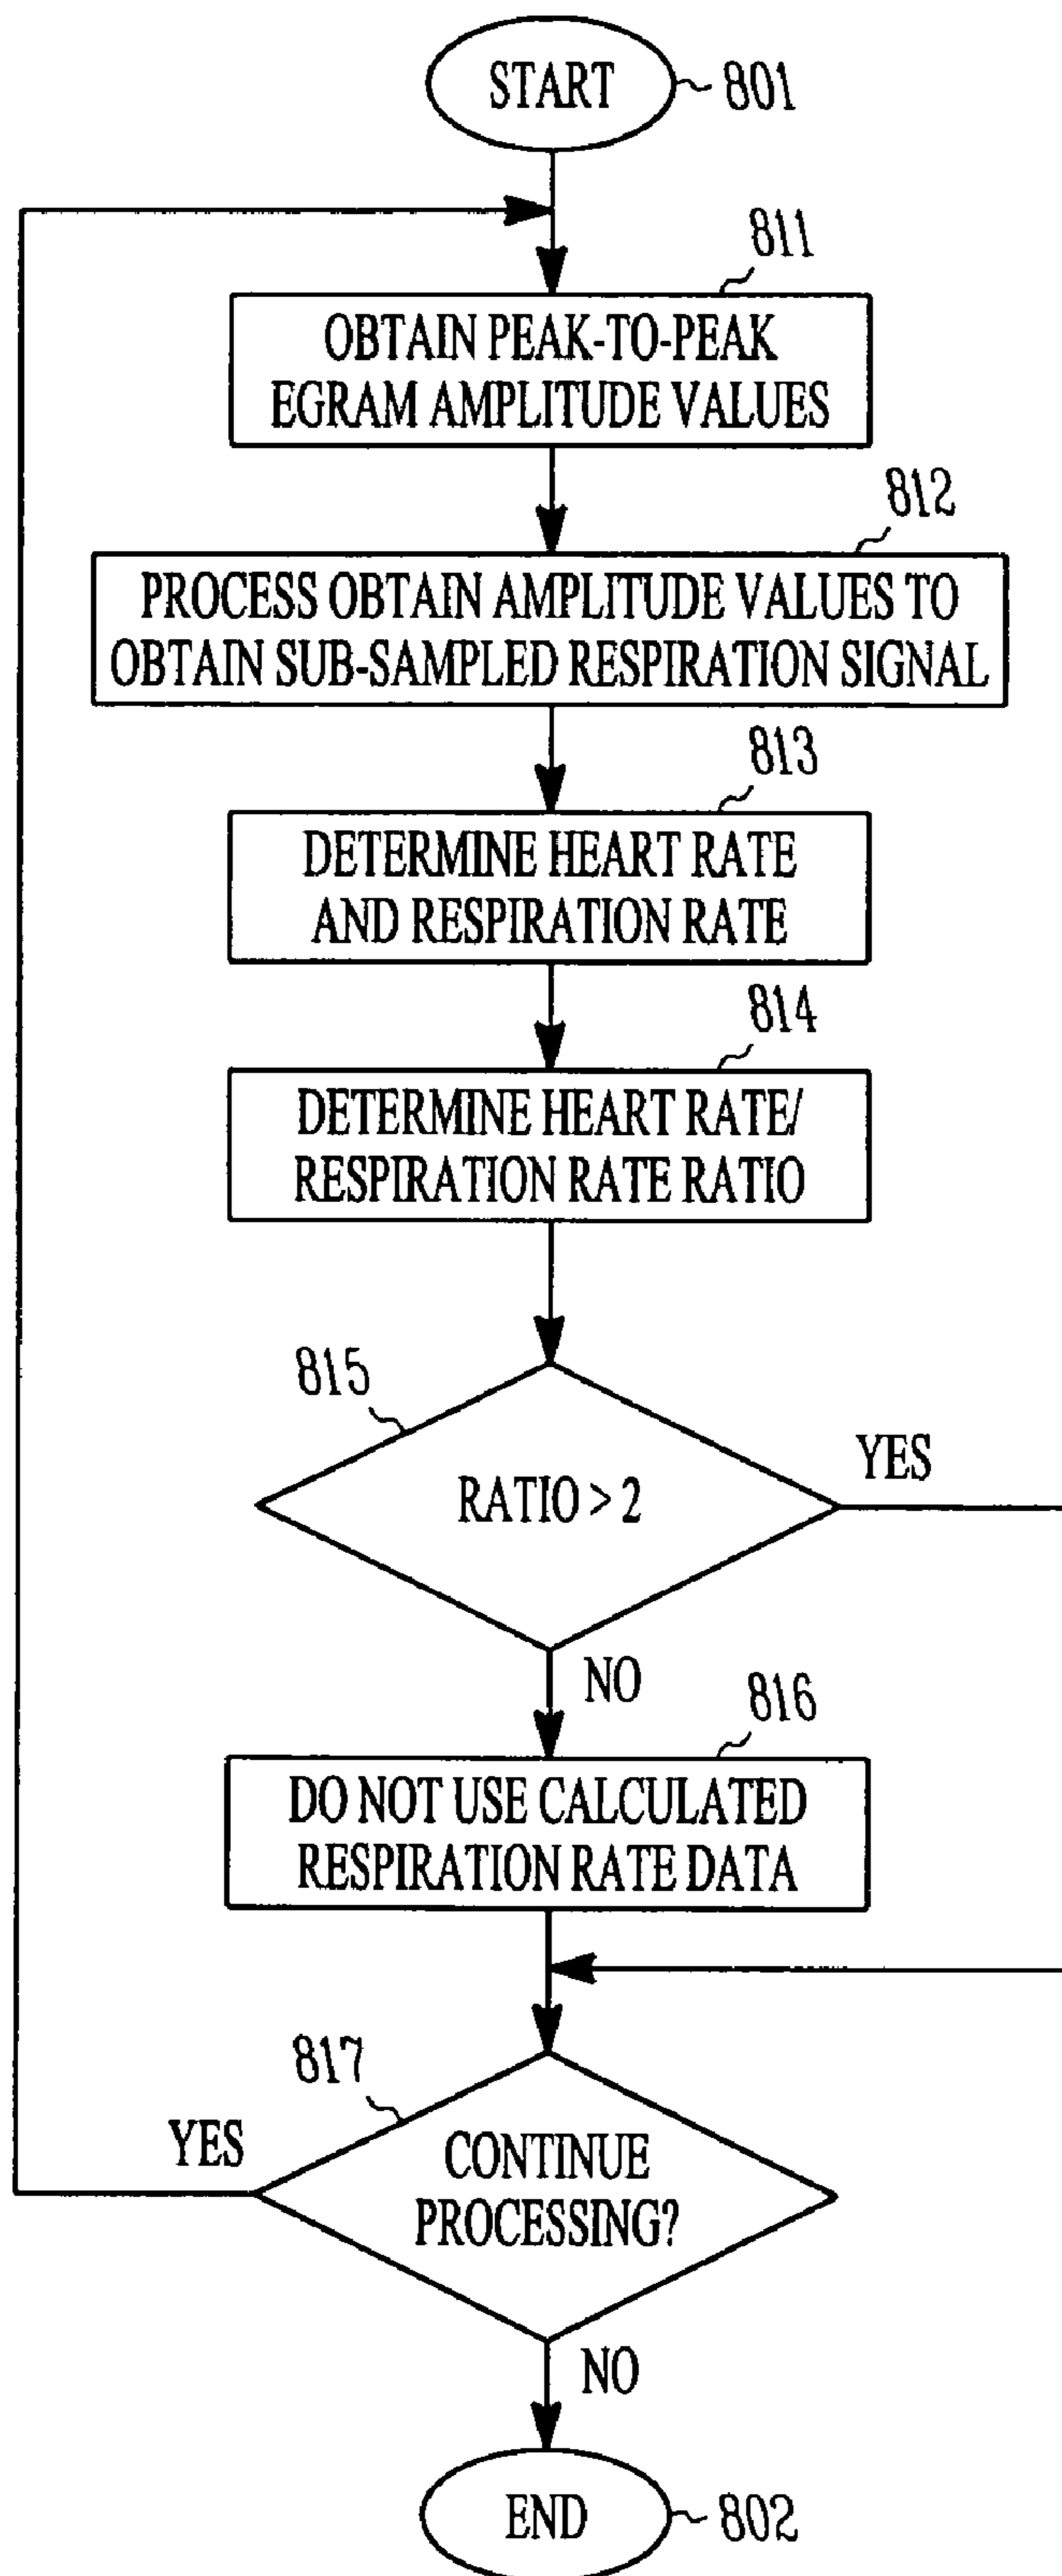 START
801
811
OBTAIN PEAK-TO-PEAK
EGRAM AMPLITUDE VALUES
812
PROCESS OBTAIN AMPLITUDE VALUES TO
OBTAIN SUB-SAMPLED RESPIRATION SIGNAL
813
DETERMINE HEART RATE
AND RESPIRATION RATE
814
DETERMINE HEART RATE/
RESPIRATION RATE RATIO
815
RATIO > 2
YES
NO
816
DO NOT USE CALCULATED
RESPIRATION RATE DATA
817
YES
CONTINUE
PROCESSING?
NO
END
802